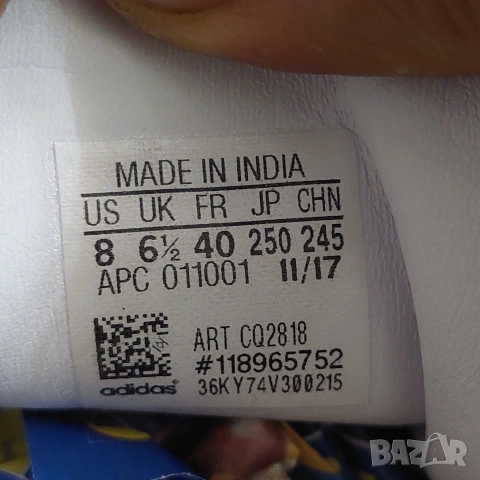 MADE IN INDIA
US UK FR JP CHN
8 6½ 40 250 245
APC 011001 11/17
ART CQ2818
#118965752
adidas® 36KY74V300215
BAZAR